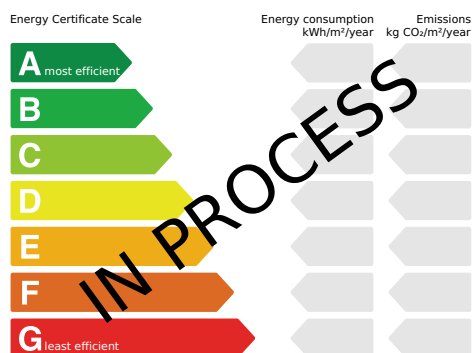 Energy Certificate Scale
Energy consumption
kWh/m²/year
Emissions
kg CO₂/m²/year
A most efficient
B
C
D
E
F
G least efficient
IN PROCESS